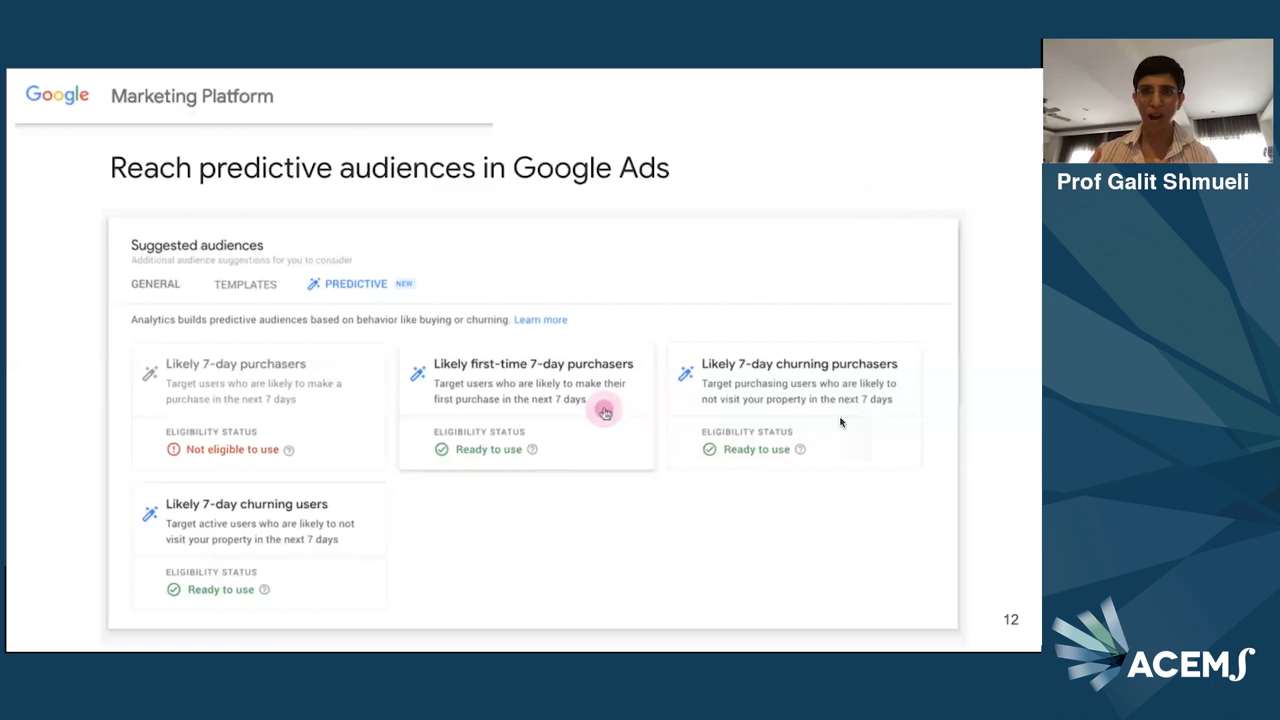 Google Marketing Platform
Reach predictive audiences in Google Ads
Suggested audiences
Additional audience suggestions for you to consider
GENERAL TEMPLATES PREDICTIVE NEW
Analytics builds predictive audiences based on behavior like buying or churning. Learn more
Likely 7-day purchasers
Target users who are likely to make a
purchase in the next 7 days
ELIGIBILITY STATUS
Not eligible to use
Likely first-time 7-day purchasers
Target users who are likely to make their
first purchase in the next 7 days
ELIGIBILITY STATUS
Ready to use
Likely 7-day churning purchasers
Target purchasing users who are likely to
not visit your property in the next 7 days
ELIGIBILITY STATUS
Ready to use
Likely 7-day churning users
Target active users who are likely to not
visit your property in the next 7 days
ELIGIBILITY STATUS
Ready to use
12
Prof Galit Shmueli
ACEMS